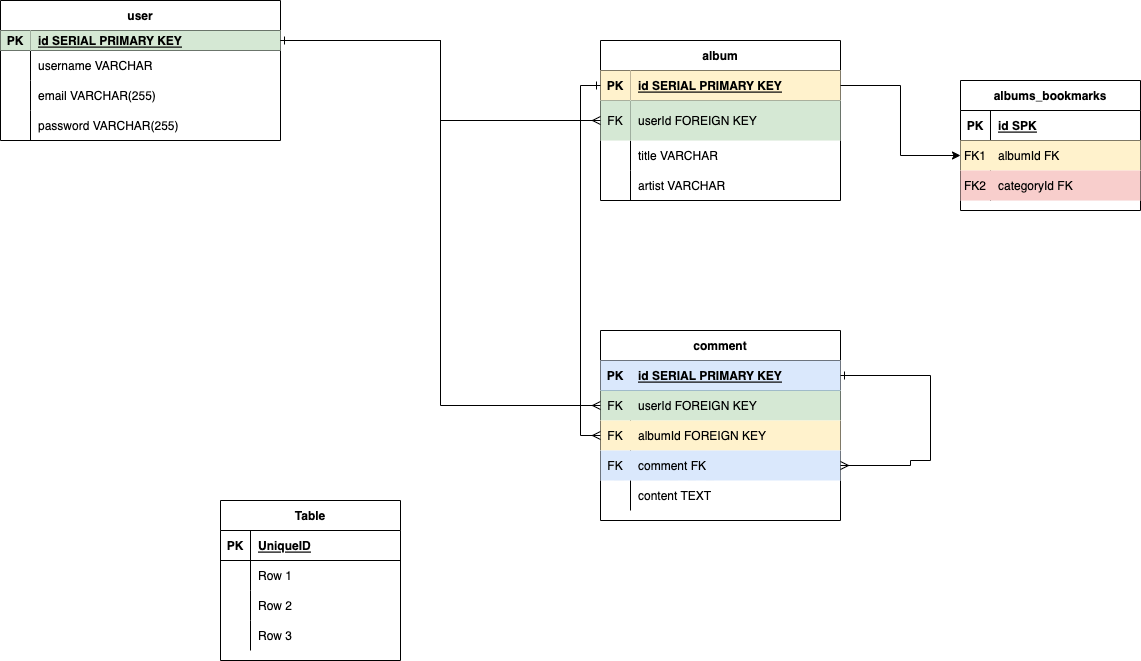 user
PK id SERIAL PRIMARY KEY
username VARCHAR
email VARCHAR(255)
password VARCHAR(255)
album
PK id SERIAL PRIMARY KEY
FK userId FOREIGN KEY
title VARCHAR
artist VARCHAR
albums_bookmarks
PK id SPK
FK1 albumId FK
FK2 categoryId FK
comment
PK id SERIAL PRIMARY KEY
FK userId FOREIGN KEY
FK albumId FOREIGN KEY
FK comment FK
content TEXT
Table
PK UniqueID
Row 1
Row 2
Row 3